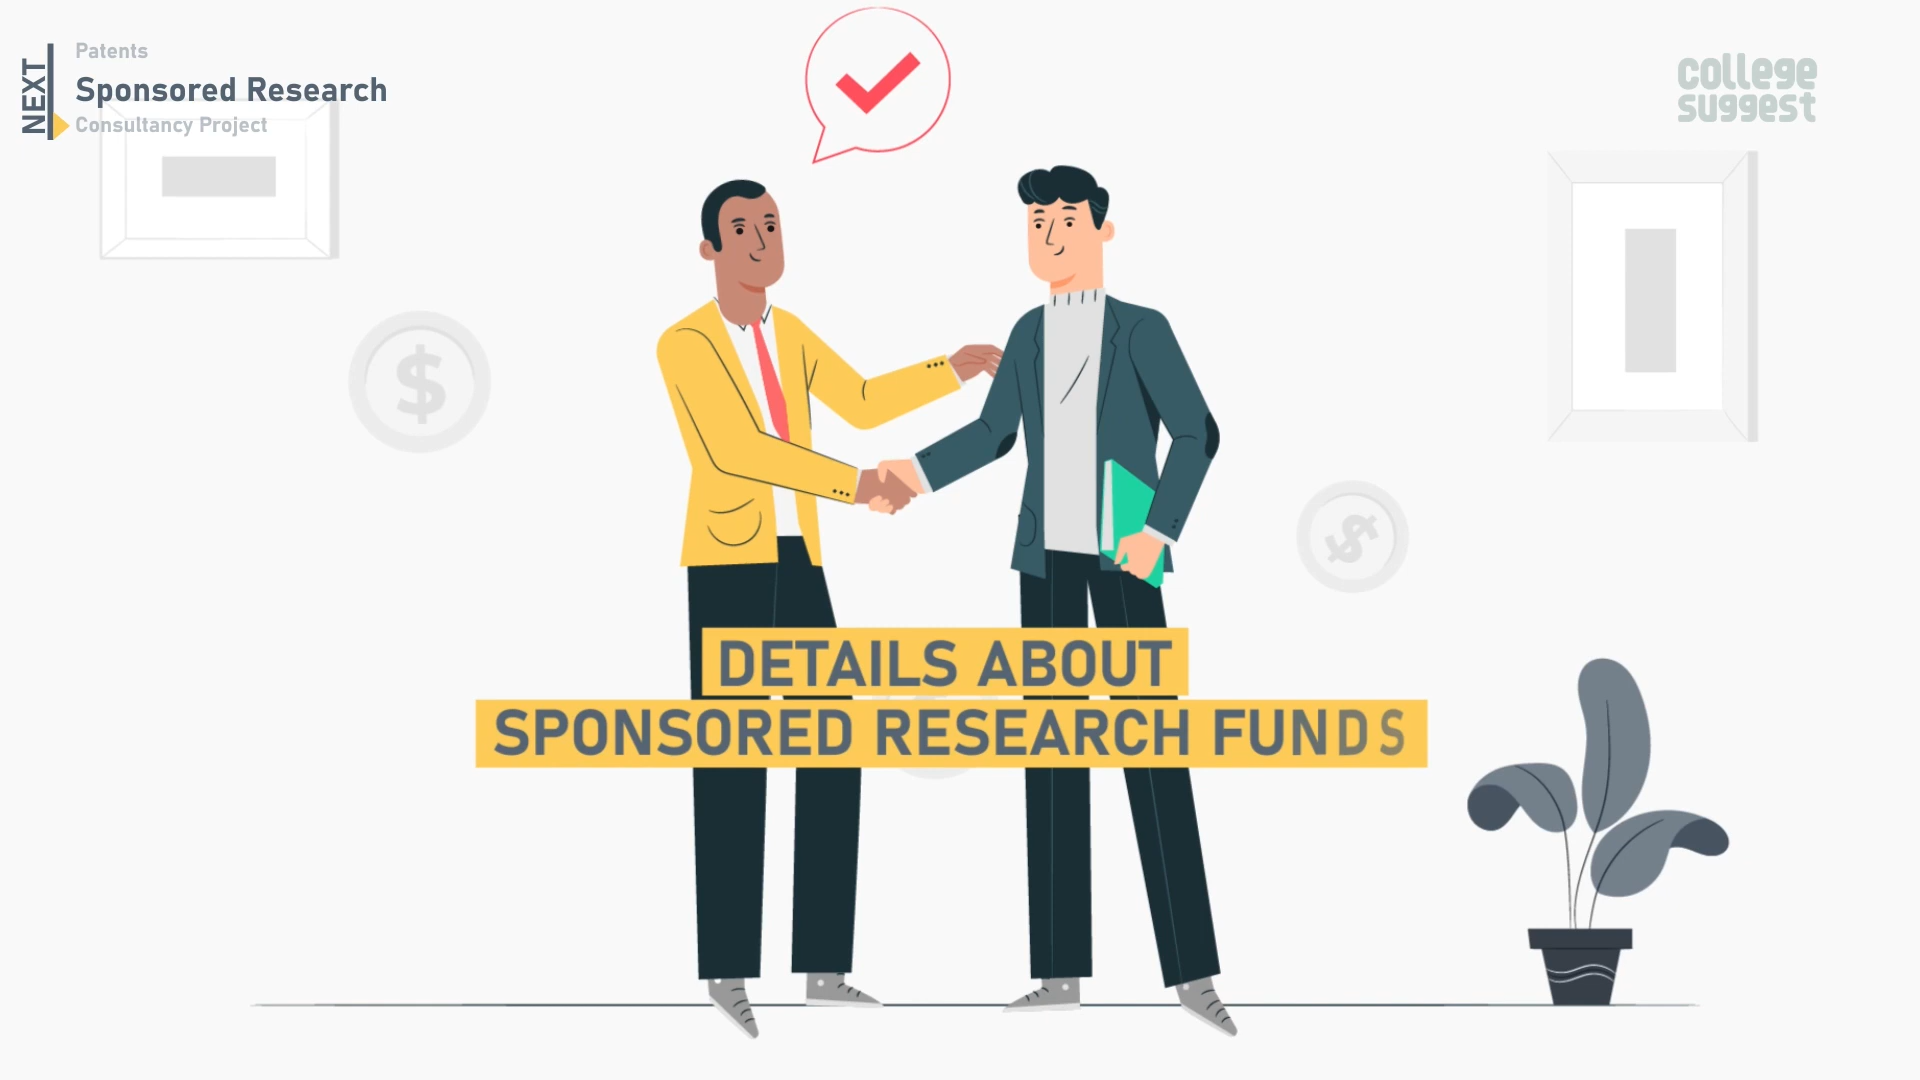 Patents
NEXT
Sponsored Research
Consultancy Project
college
suggest
$
$
DETAILS ABOUT
SPONSORED RESEARCH FUNDS